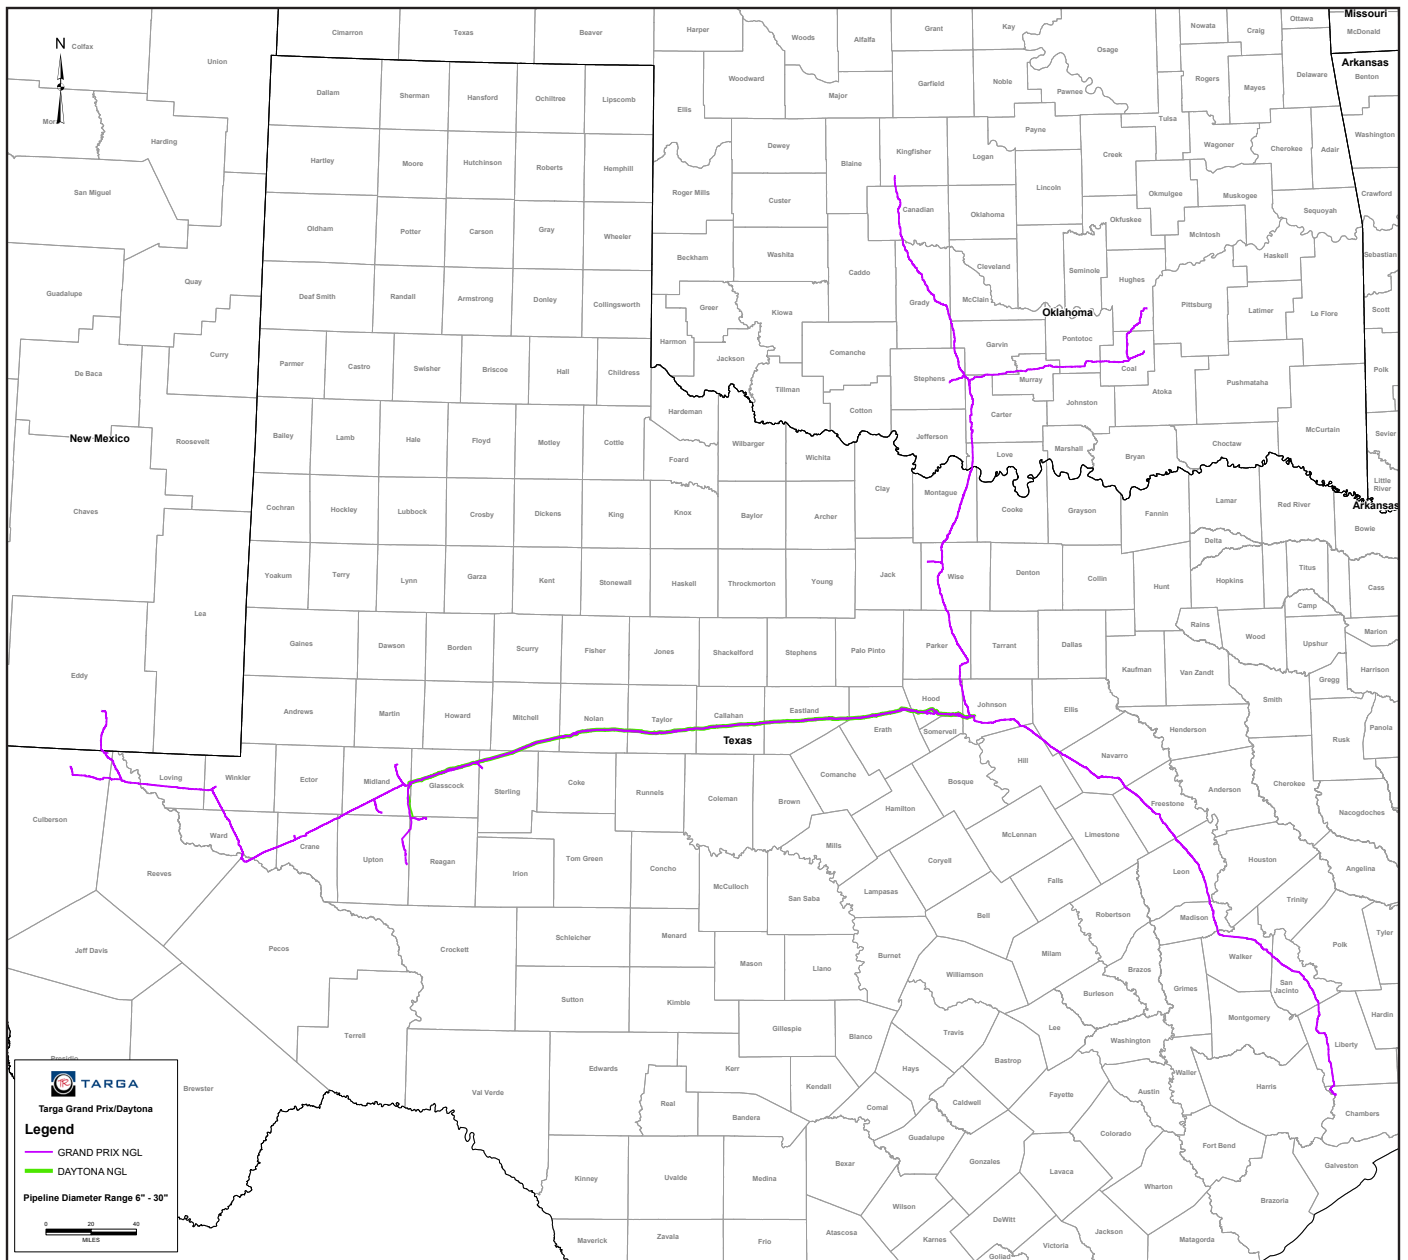 Missouri
Ottawa
Cimarron
Texas
Beaver
Harper
Grant
Kay
Nowata
Craig
McDonald
Colfax
N
Woods
Alfalfa
Osage
Union
Arkansas
Woodward
Garfield
Noble
Rogers
Delaware
Benton
Dallam
Sherman
Hansford
Ochiltree
Lipscomb
Major
Pawnee
Mayes
Ellis
Mor
Harding
Tulsa
Payne
Washington
Dewey
Kingfisher
Logan
Creek
Wagoner
Cherokee
Adair
Hartley
Moore
Hutchinson
Roberts
Hemphill
Blaine
San Miguel
Roger Mills
Custer
Lincoln
Okmulgee
Muskogee
Crawford
Canadian
Oklahoma
Okfuskee
Sequoyah
Oldham
Potter
Carson
Gray
Wheeler
McIntosh
Beckham
Washita
Caddo
Cleveland
Seminole
Hughes
Haskell
Sebastian
Guadalupe
Quay
Deaf Smith
Randall
Armstrong
Donley
Collingsworth
Greer
Kiowa
Grady
McClain
Oklahoma
Pittsburg
Latimer
Le Flore
Scott
Harmon
Jackson
Comanche
Garvin
Pontotoc
Curry
Parmer
Castro
Swisher
Briscoe
Hall
Childress
De Baca
Tillman
Stephens
Murray
Coal
Pushmataha
Polk
Atoka
Johnston
Hardeman
Cotton
Carter
New Mexico
Roosevelt
Bailey
Lamb
Hale
Floyd
Motley
Cottle
Wilbarger
Jefferson
McCurtain
Sevier
Foard
Wichita
Love
Marshall
Bryan
Choctaw
Clay
Montague
Little
River
Chaves
Cochran
Hockley
Lubbock
Crosby
Dickens
King
Knox
Baylor
Archer
Cooke
Grayson
Fannin
Lamar
Red River
Arkansas
Bowie
Delta
Yoakum
Terry
Lynn
Garza
Kent
Stonewall
Haskell
Throckmorton
Young
Jack
Wise
Denton
Collin
Hunt
Hopkins
Titus
Cass
Lea
Camp
Rains
Wood
Upshur
Marion
Gaines
Dawson
Borden
Scurry
Fisher
Jones
Shackelford
Stephens
Palo Pinto
Parker
Tarrant
Dallas
Kaufman
Van Zandt
Harrison
Eddy
Gregg
Smith
Andrews
Martin
Howard
Mitchell
Nolan
Taylor
Callahan
Eastland
Hood
Johnson
Ellis
Henderson
Rusk
Panola
Texas
Erath
Somervell
Navarro
Loving
Winkler
Ector
Midland
Glasscock
Sterling
Coke
Runnels
Coleman
Brown
Comanche
Bosque
Hill
Anderson
Cherokee
Culberson
Ward
Crane
Hamilton
Freestone
Nacogdoches
Reeves
Upton
Reagan
Irion
Tom Green
Concho
McCulloch
Mills
McLennan
Limestone
Coryell
Leon
Houston
Angelina
San Saba
Lampasas
Falls
Trinity
Jeff Davis
Pecos
Crockett
Schleicher
Menard
Bell
Robertson
Madison
Polk
Tyler
Mason
Llano
Burnet
Williamson
Milam
Brazos
Walker
San
Jacinto
Sutton
Kimble
Burleson
Grimes
Terrell
Gillespie
Blanco
Travis
Lee
Washington
Montgomery
Hardin
Liberty
Presidio
Brewster
Val Verde
Edwards
Kerr
Kendall
Hays
Bastrop
Waller
Harris
Real
Bandera
Comal
Caldwell
Fayette
Austin
Chambers
TARGA
Targa Grand Prix/Daytona
Legend
GRAND PRIX NGL
DAYTONA NGL
Pipeline Diameter Range 6" - 30"
0 20 40
MILES
Guadalupe
Colorado
Fort Bend
Galveston
Kinney
Uvalde
Medina
Bexar
Gonzales
Lavaca
Wharton
Brazoria
Wilson
DeWitt
Maverick
Zavala
Frio
Atascosa
Karnes
Goliad
Victoria
Jackson
Matagorda